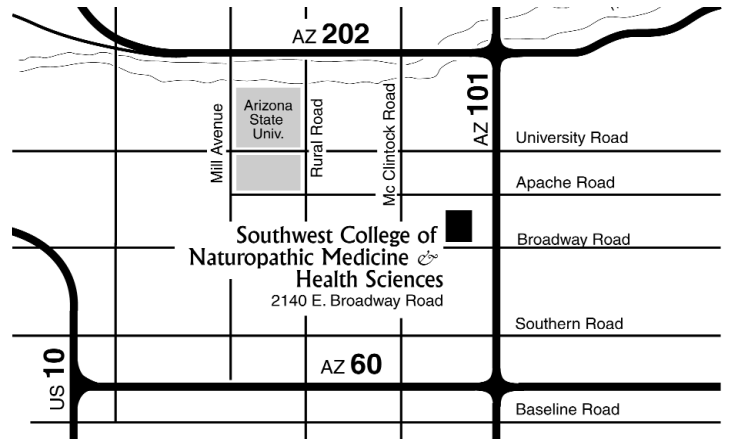 AZ 202
AZ 101
Arizona
State
Univ.
Mill Avenue
Rural Road
Mc Clintock Road
University Road
Apache Road
Southwest College of
Naturopathic Medicine &
Health Sciences
2140 E. Broadway Road
Broadway Road
Southern Road
US 10
AZ 60
Baseline Road